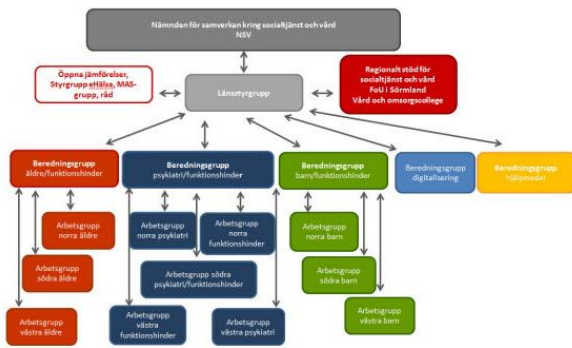 Nämnden för samverkan kring socialtjänst och vård
NSV
Öppna jämförelser,
Styrgrupp eHälsa, MAS-
grupp, råd
Länsstyrgrupp
Regionalt stöd för
socialtjänst och vård
FoU i Sörmland
Vård och omsorgscollege
Beredningsgrupp
äldre/funktionshinder
Beredningsgrupp
psykiatri/funktionshinder
Beredningsgrupp
barn/funktionshinder
Beredningsgrupp
digitalisering
Beredningsgrupp
hjälpmedel
Arbetsgrupp
norra äldre
Arbetsgrupp
norra psykiatri
Arbetsgrupp
norra
funktionshinder
Arbetsgrupp
norra barn
Arbetsgrupp
södra äldre
Arbetsgrupp södra
psykiatri/funktionshinder
Arbetsgrupp
södra barn
Arbetsgrupp
västra äldre
Arbetsgrupp
västra
funktionshinder
Arbetsgrupp
västra psykiatri
Arbetsgrupp
västra barn